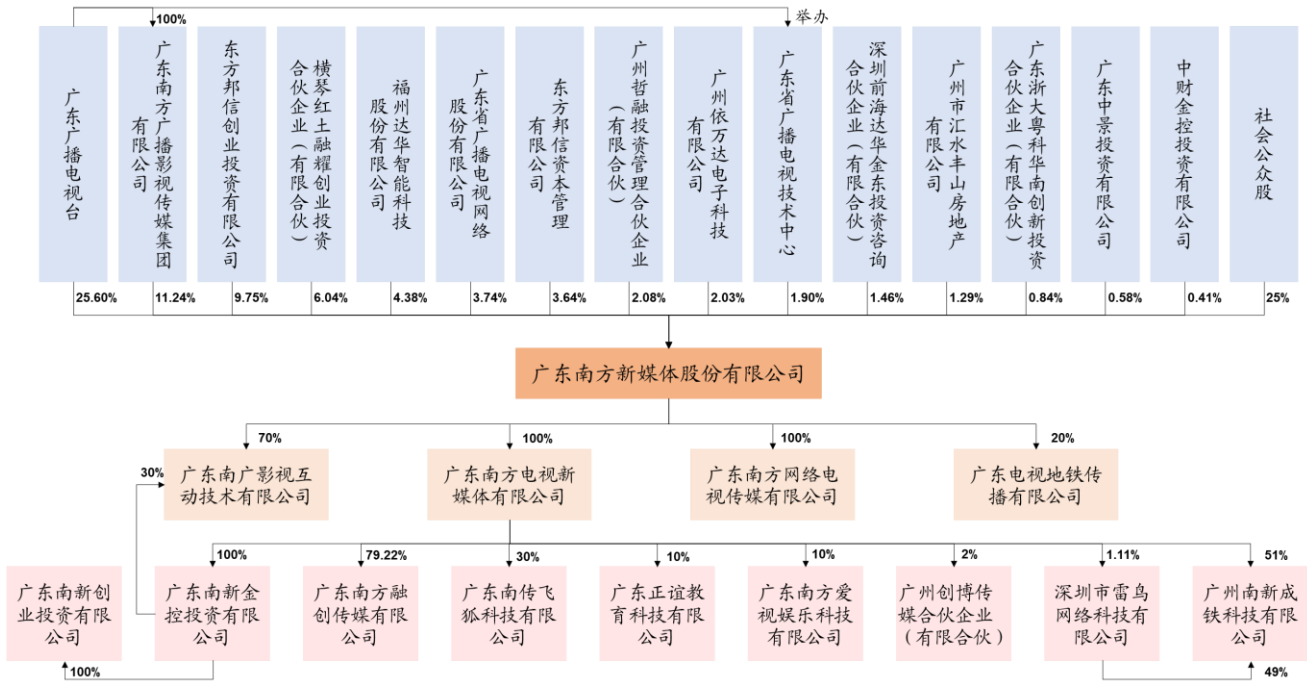 100%
举办
广东广播电视台
广东南方广播影视传媒集团
有限公司
东方邦信创业投资有限公司
横琴红土融耀创业投资
合伙企业（有限合伙）
福州达华智能科技
股份有限公司
广东省广播电视网络
股份有限公司
东方邦信资本管理
有限公司
广州哲融投资管理合伙企业
（有限合伙）
广州依万达电子科技
有限公司
广东省广播电视技术中心
深圳前海达华金东投资咨询
合伙企业（有限合伙）
广州市汇水丰山房地产
有限公司
广东浙大粤科华南创新投资
合伙企业（有限合伙）
广东中景投资有限公司
中财金控投资有限公司
社会公众股
25.60%
11.24%
9.75%
6.04%
4.38%
3.74%
3.64%
2.08%
2.03%
1.90%
1.46%
1.29%
0.84%
0.58%
0.41%
25%
广东南方新媒体股份有限公司
70%
100%
100%
20%
30%
广东南广影视互
动技术有限公司
广东南方电视新
媒体有限公司
广东南方网络电
视传媒有限公司
广东电视地铁传
播有限公司
100%
79.22%
30%
10%
10%
2%
1.11%
51%
广东南新创
业投资有限
公司
广东南新金
控投资有限
公司
广东南方融
创传媒有限
公司
广东南传飞
狐科技有限
公司
广东正谊教
育科技有限
公司
广东南方爱
视娱乐科技
有限公司
广州创博传
媒合伙企业
（有限合伙）
深圳市雷鸟
网络科技有
限公司
广州南新成
铁科技有限
公司
100%
49%